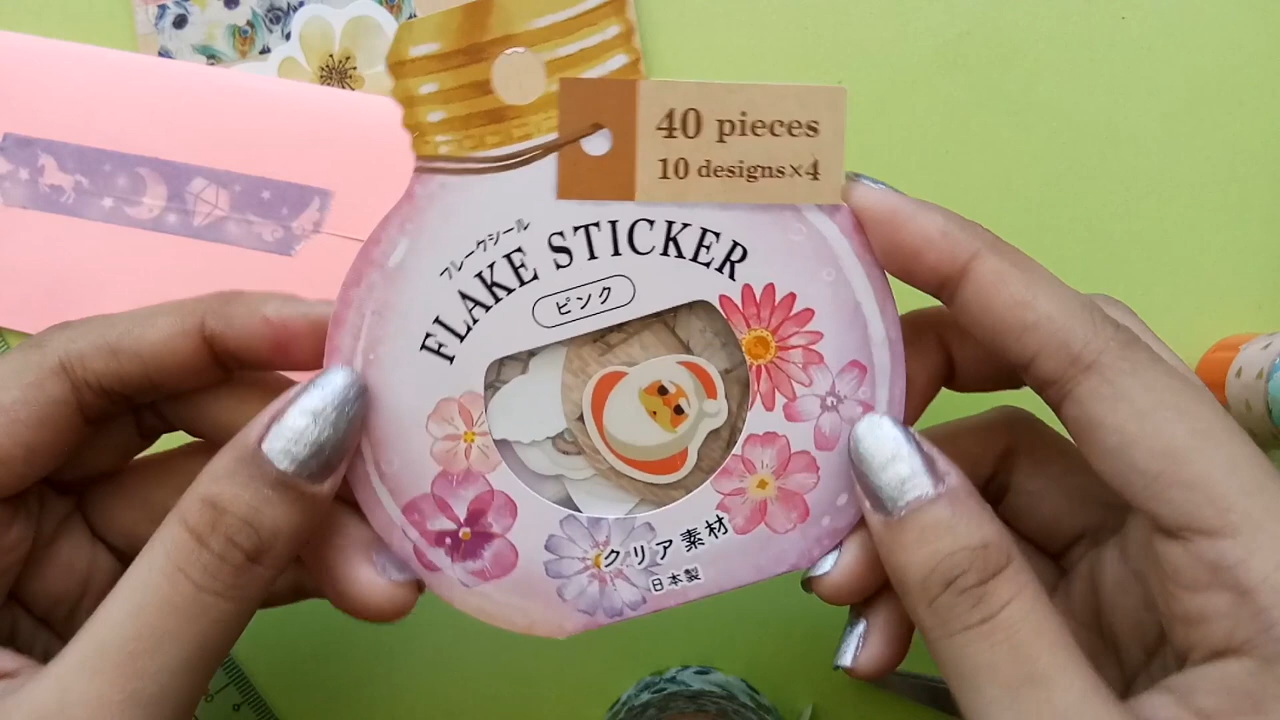 40 pieces
10 designs×4
フレークシール
FLAKE STICKER
ピンク
クリア素材
日本製